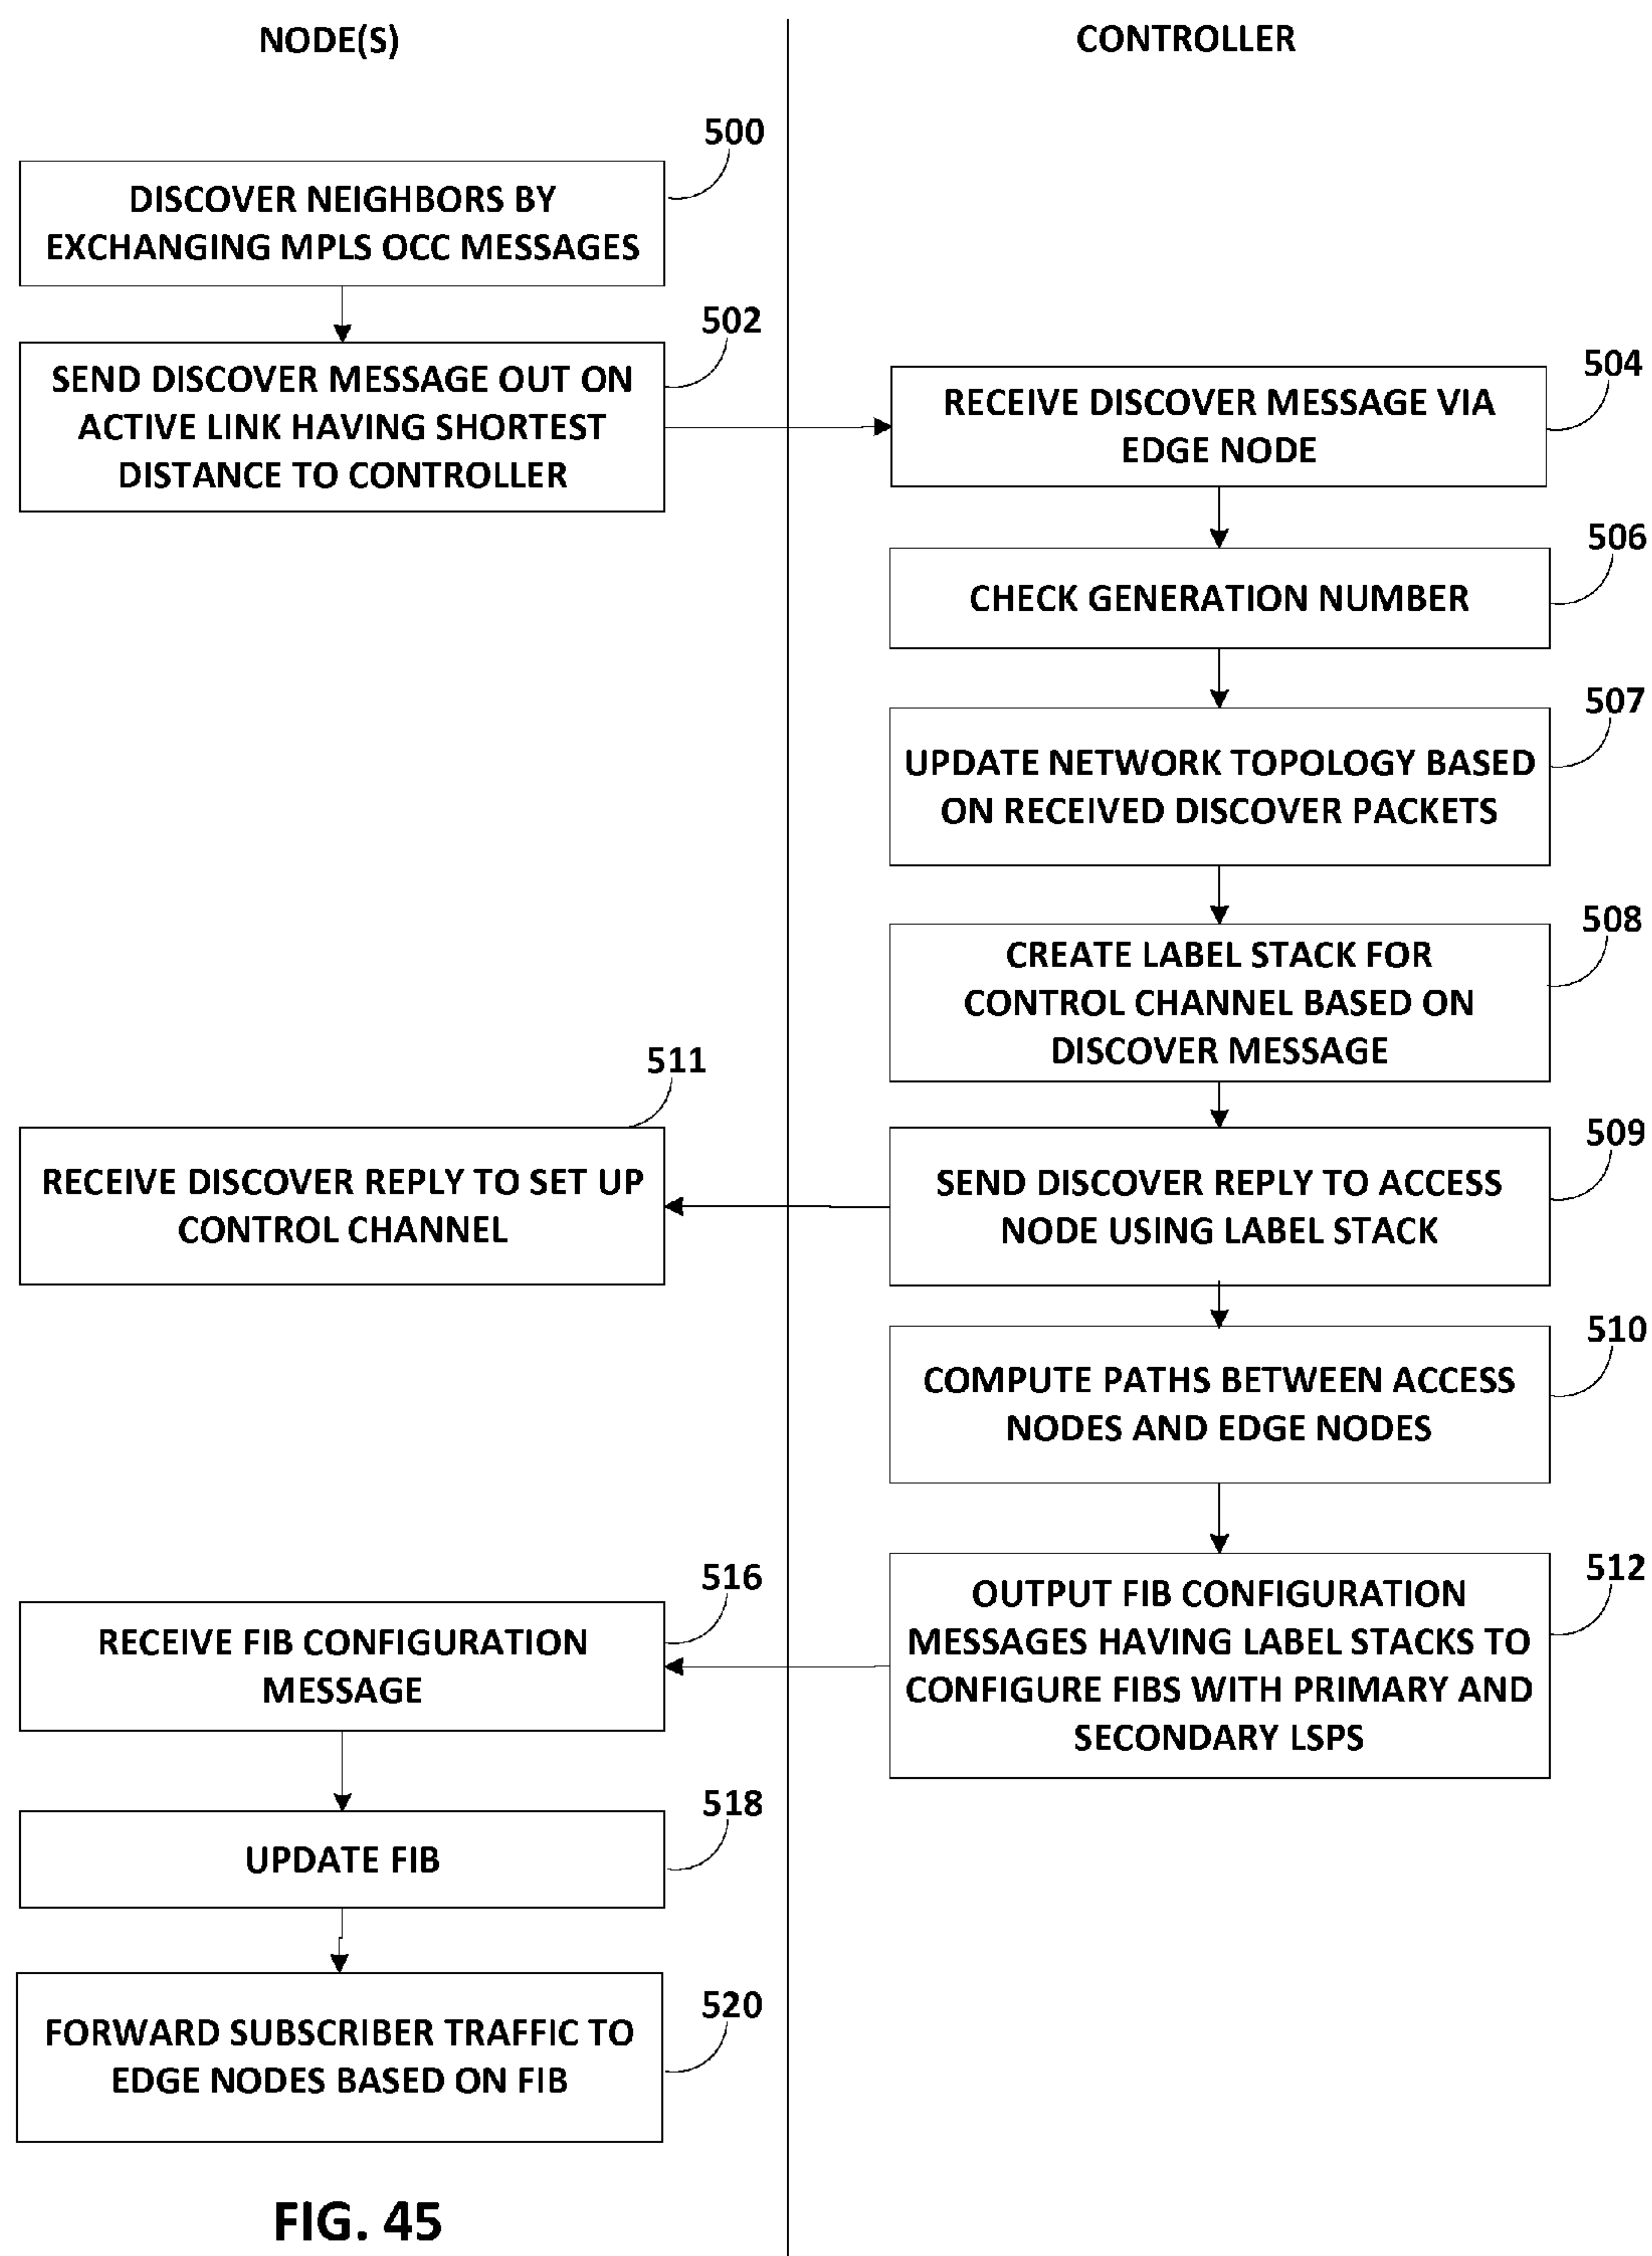 NODE(S)
CONTROLLER
500
DISCOVER NEIGHBORS BY
EXCHANGING MPLS OCC MESSAGES
502
SEND DISCOVER MESSAGE OUT ON
ACTIVE LINK HAVING SHORTEST
DISTANCE TO CONTROLLER
504
RECEIVE DISCOVER MESSAGE VIA
EDGE NODE
506
CHECK GENERATION NUMBER
507
UPDATE NETWORK TOPOLOGY BASED
ON RECEIVED DISCOVER PACKETS
508
CREATE LABEL STACK FOR
CONTROL CHANNEL BASED ON
DISCOVER MESSAGE
509
SEND DISCOVER REPLY TO ACCESS
NODE USING LABEL STACK
511
RECEIVE DISCOVER REPLY TO SET UP
CONTROL CHANNEL
510
COMPUTE PATHS BETWEEN ACCESS
NODES AND EDGE NODES
512
OUTPUT FIB CONFIGURATION
MESSAGES HAVING LABEL STACKS TO
CONFIGURE FIBS WITH PRIMARY AND
SECONDARY LSPS
516
RECEIVE FIB CONFIGURATION
MESSAGE
518
UPDATE FIB
520
FORWARD SUBSCRIBER TRAFFIC TO
EDGE NODES BASED ON FIB
FIG. 45